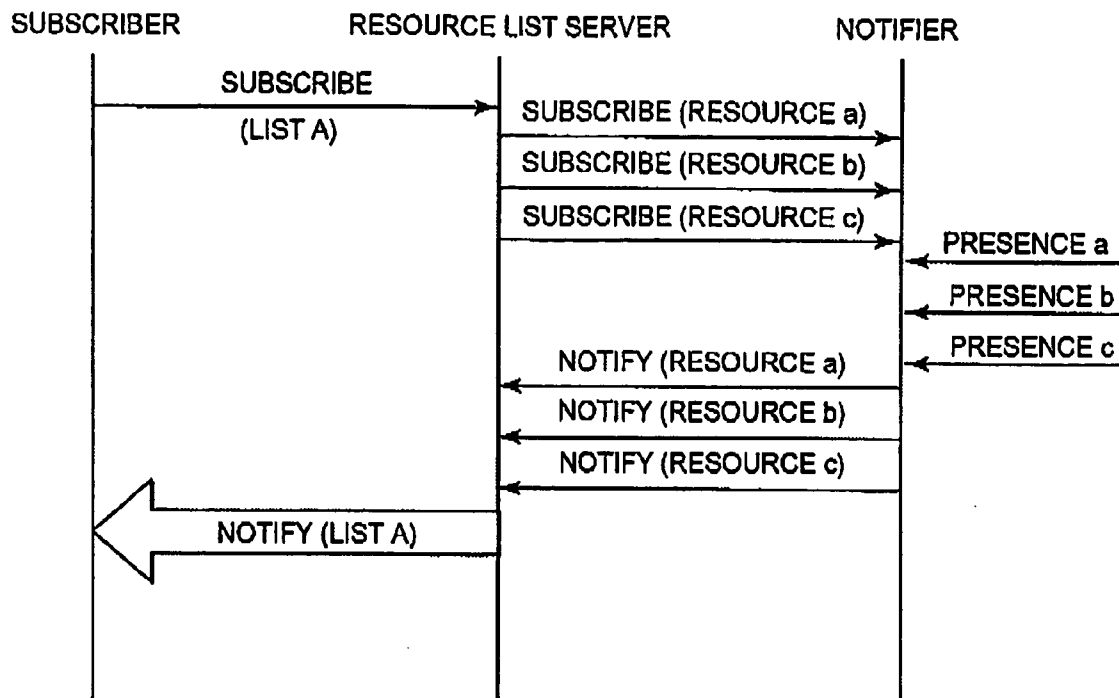 SUBSCRIBER RESOURCE LIST SERVER NOTIFIER
SUBSCRIBE
(LIST A)
SUBSCRIBE (RESOURCE a)
SUBSCRIBE (RESOURCE b)
SUBSCRIBE (RESOURCE c)
PRESENCE a
PRESENCE b
PRESENCE c
NOTIFY (RESOURCE a)
NOTIFY (RESOURCE b)
NOTIFY (RESOURCE c)
NOTIFY (LIST A)